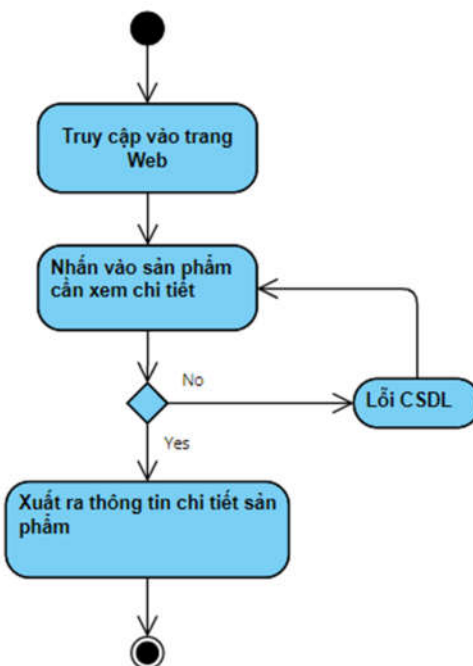 Truy cập vào trang
Web
Nhấn vào sản phẩm
cần xem chi tiết
No
Lỗi CSDL
Yes
Xuất ra thông tin chi tiết sản
phẩm